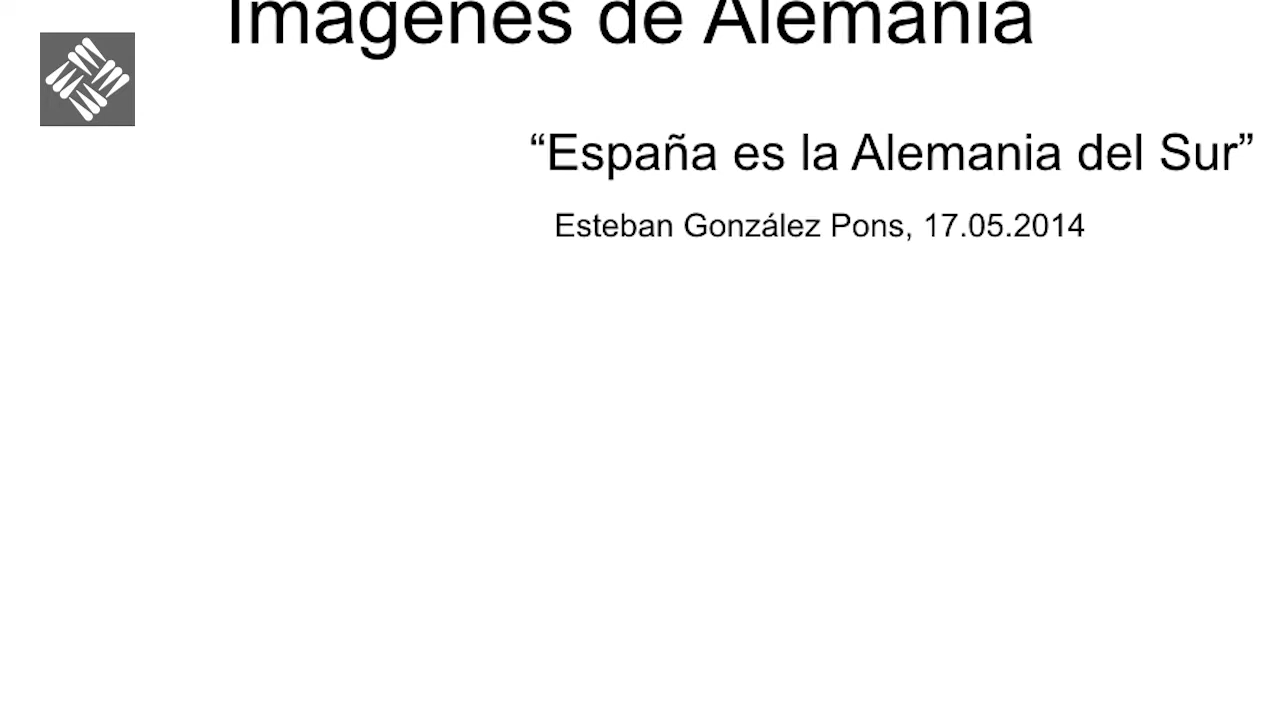 Imágenes de Alemania
“España es la Alemania del Sur”
Esteban González Pons, 17.05.2014